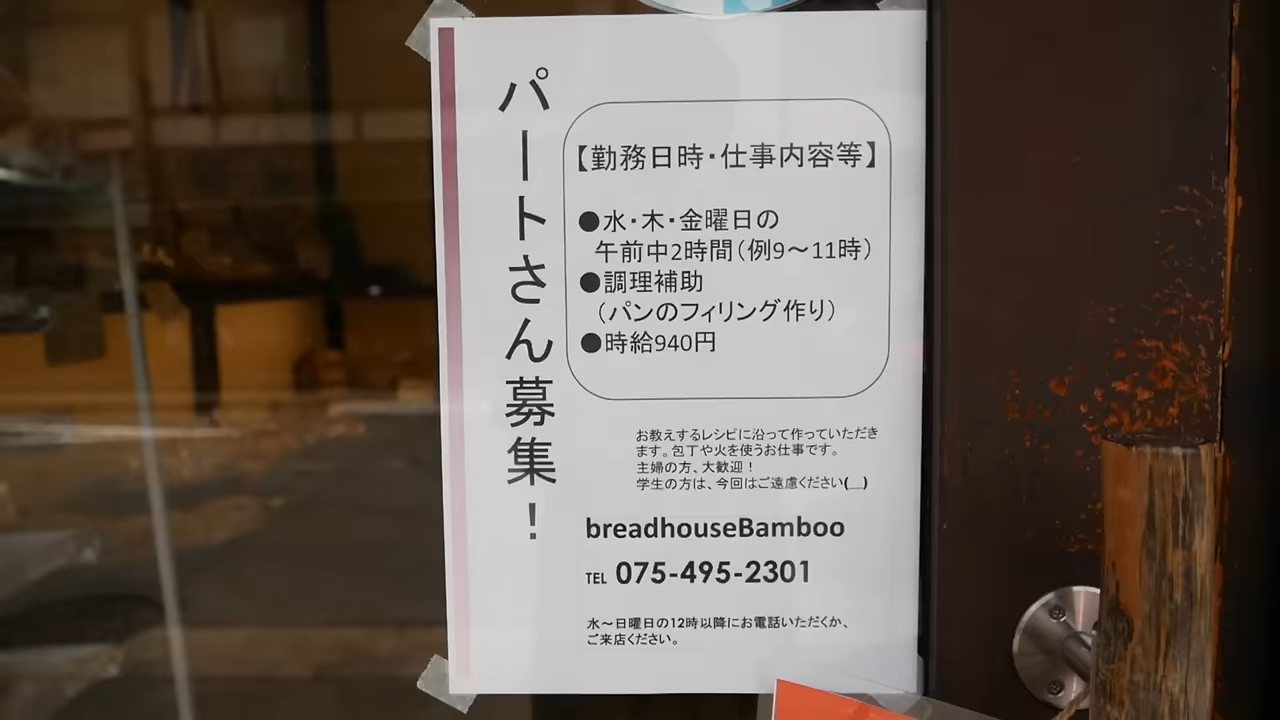 パートさん募集！
【勤務日時・仕事内容等】
●水・木・金曜日の
午前中2時間（例9～11時）
●調理補助
（パンのフィリング作り）
●時給940円
お教えするレシピに沿って作っていただき
ます。包丁や火を使うお仕事です。
主婦の方、大歓迎！
学生の方は、今回はご遠慮ください(__)
breadhouseBamboo
TEL 075-495-2301
水～日曜日の12時以降にお電話いただくか、
ご来店ください。